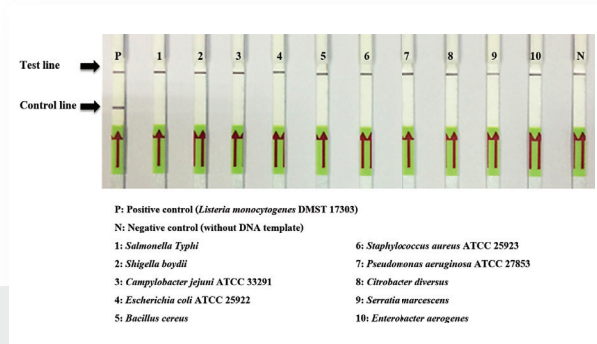 P 1 2 3 4 5 6 7 8 9 10 N
Test line
Control line
P: Positive control (Listeria monocytogenes DMST 17303)
N: Negative control (without DNA template)
1: Salmonella Typhi
2: Shigella boydii
3: Campylobacter jejuni ATCC 33291
4: Escherichia coli ATCC 25922
5: Bacillus cereus
6: Staphylococcus aureus ATCC 25923
7: Pseudomonas aeruginosa ATCC 27853
8: Citrobacter diversus
9: Serratia marcescens
10: Enterobacter aerogenes